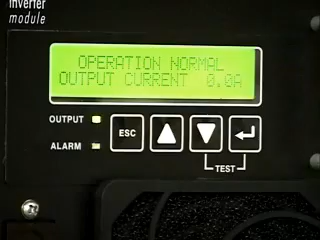 inverter
module
OPERATION NORMAL
OUTPUT CURRENT 0.0A
OUTPUT
ESC
ALARM
TEST